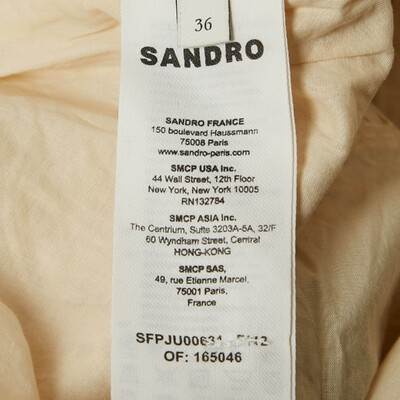 36
SANDRO
SANDRO FRANCE
150 boulevard Haussmann
75008 Paris
www.sandro-paris.com
SMCP USA Inc.
44 Wall Street, 12th Floor
New York, New York 10005
RN132784
SMCP ASIA Inc.
The Centrium, Suite 3203A-5A, 32/F
60 Wyndham Street, Central
HONG-KONG
SMCP SAS,
49, rue Etienne Marcel,
75001 Paris,
France
SFPJU00631
OF: 165046